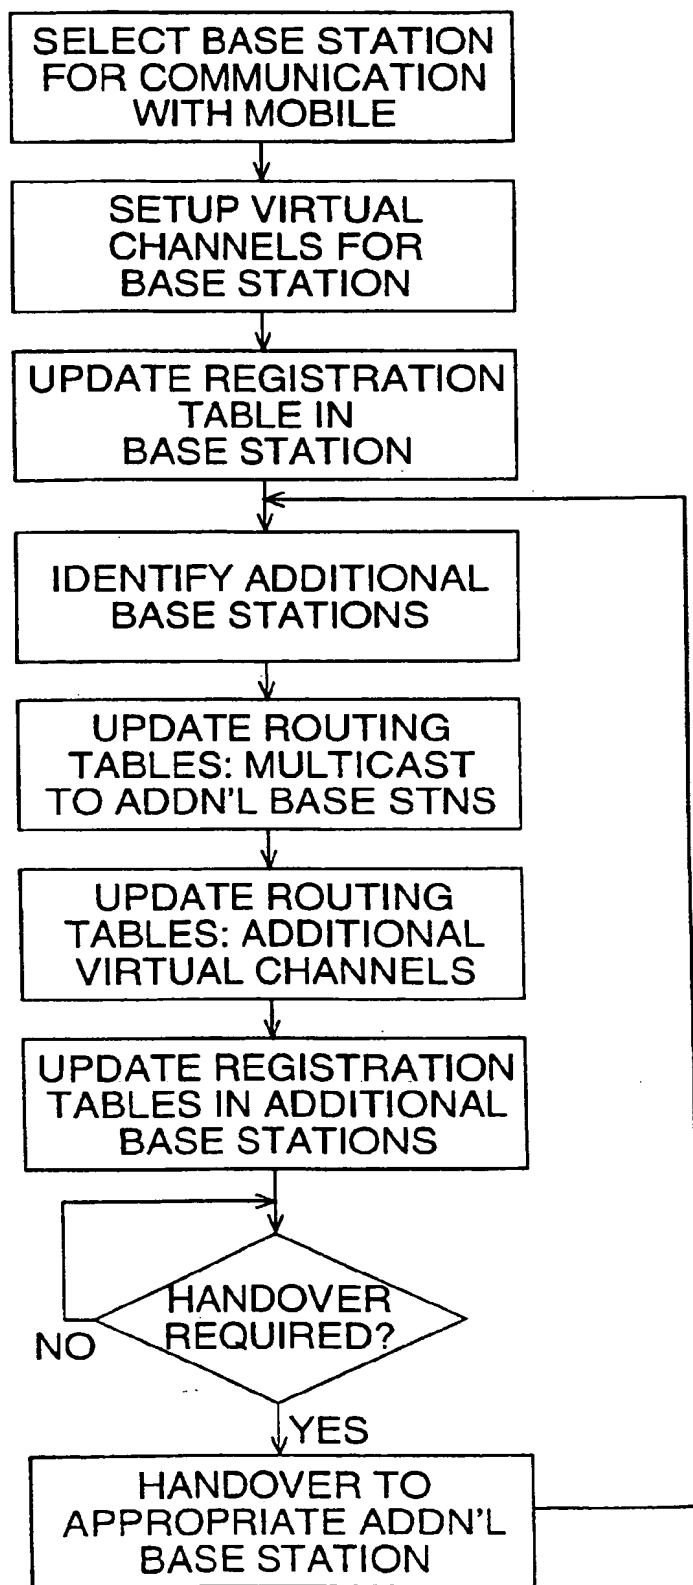 SELECT BASE STATION
FOR COMMUNICATION
WITH MOBILE
SETUP VIRTUAL
CHANNELS FOR
BASE STATION
UPDATE REGISTRATION
TABLE IN
BASE STATION
IDENTIFY ADDITIONAL
BASE STATIONS
UPDATE ROUTING
TABLES: MULTICAST
TO ADDN'L BASE STNS
UPDATE ROUTING
TABLES: ADDITIONAL
VIRTUAL CHANNELS
UPDATE REGISTRATION
TABLES IN ADDITIONAL
BASE STATIONS
HANDOVER
REQUIRED?
NO
YES
HANDOVER TO
APPROPRIATE ADDN'L
BASE STATION